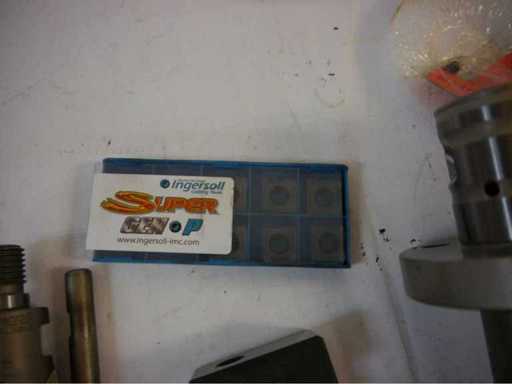 Ingersoll
Cutting Tools
SUPER
GEN P
www.ingersoll-imc.com